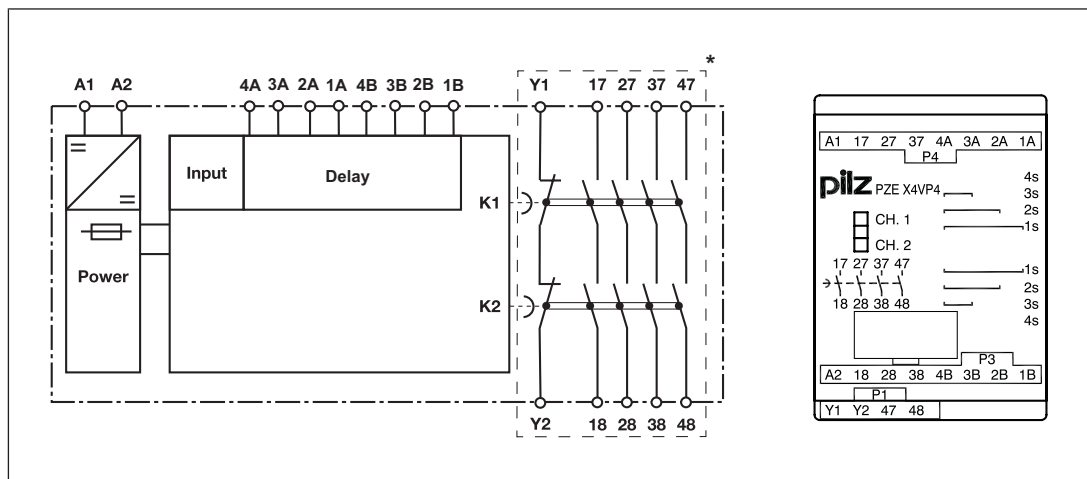 *
A1 A2 4A 3A 2A 1A 4B 3B 2B 1B Y1 17 27 37 47
Input Delay
K1
Power
K2
Y2 18 28 38 48
A1 17 27 37 4A 3A 2A 1A
P4
pilz PZE X4VP4
4s
3s
2s
1s
CH. 1
CH. 2
17 27 37 47
18 28 38 48
1s
2s
3s
4s
P3
A2 18 28 38 4B 3B 2B 1B
P1
Y1 Y2 47 48